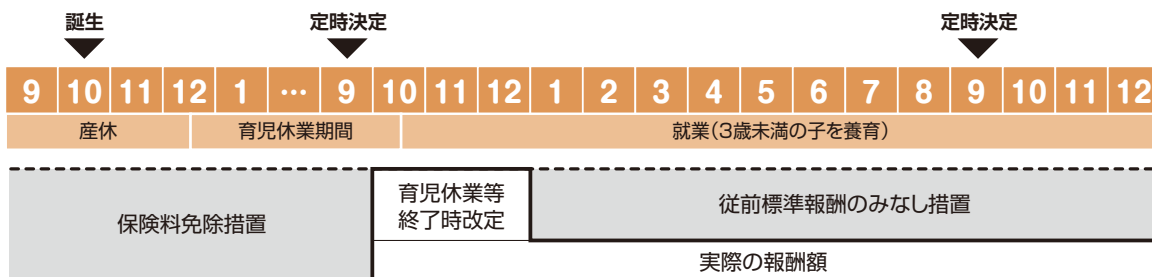 誕生 定時決定 定時決定
9 10 11 12 1 … 9 10 11 12 1 2 3 4 5 6 7 8 9 10 11 12
産休 育児休業期間 就業（3歳未満の子を養育）
保険料免除措置
育児休業等
終了時改定
従前標準報酬のみなし措置
実際の報酬額